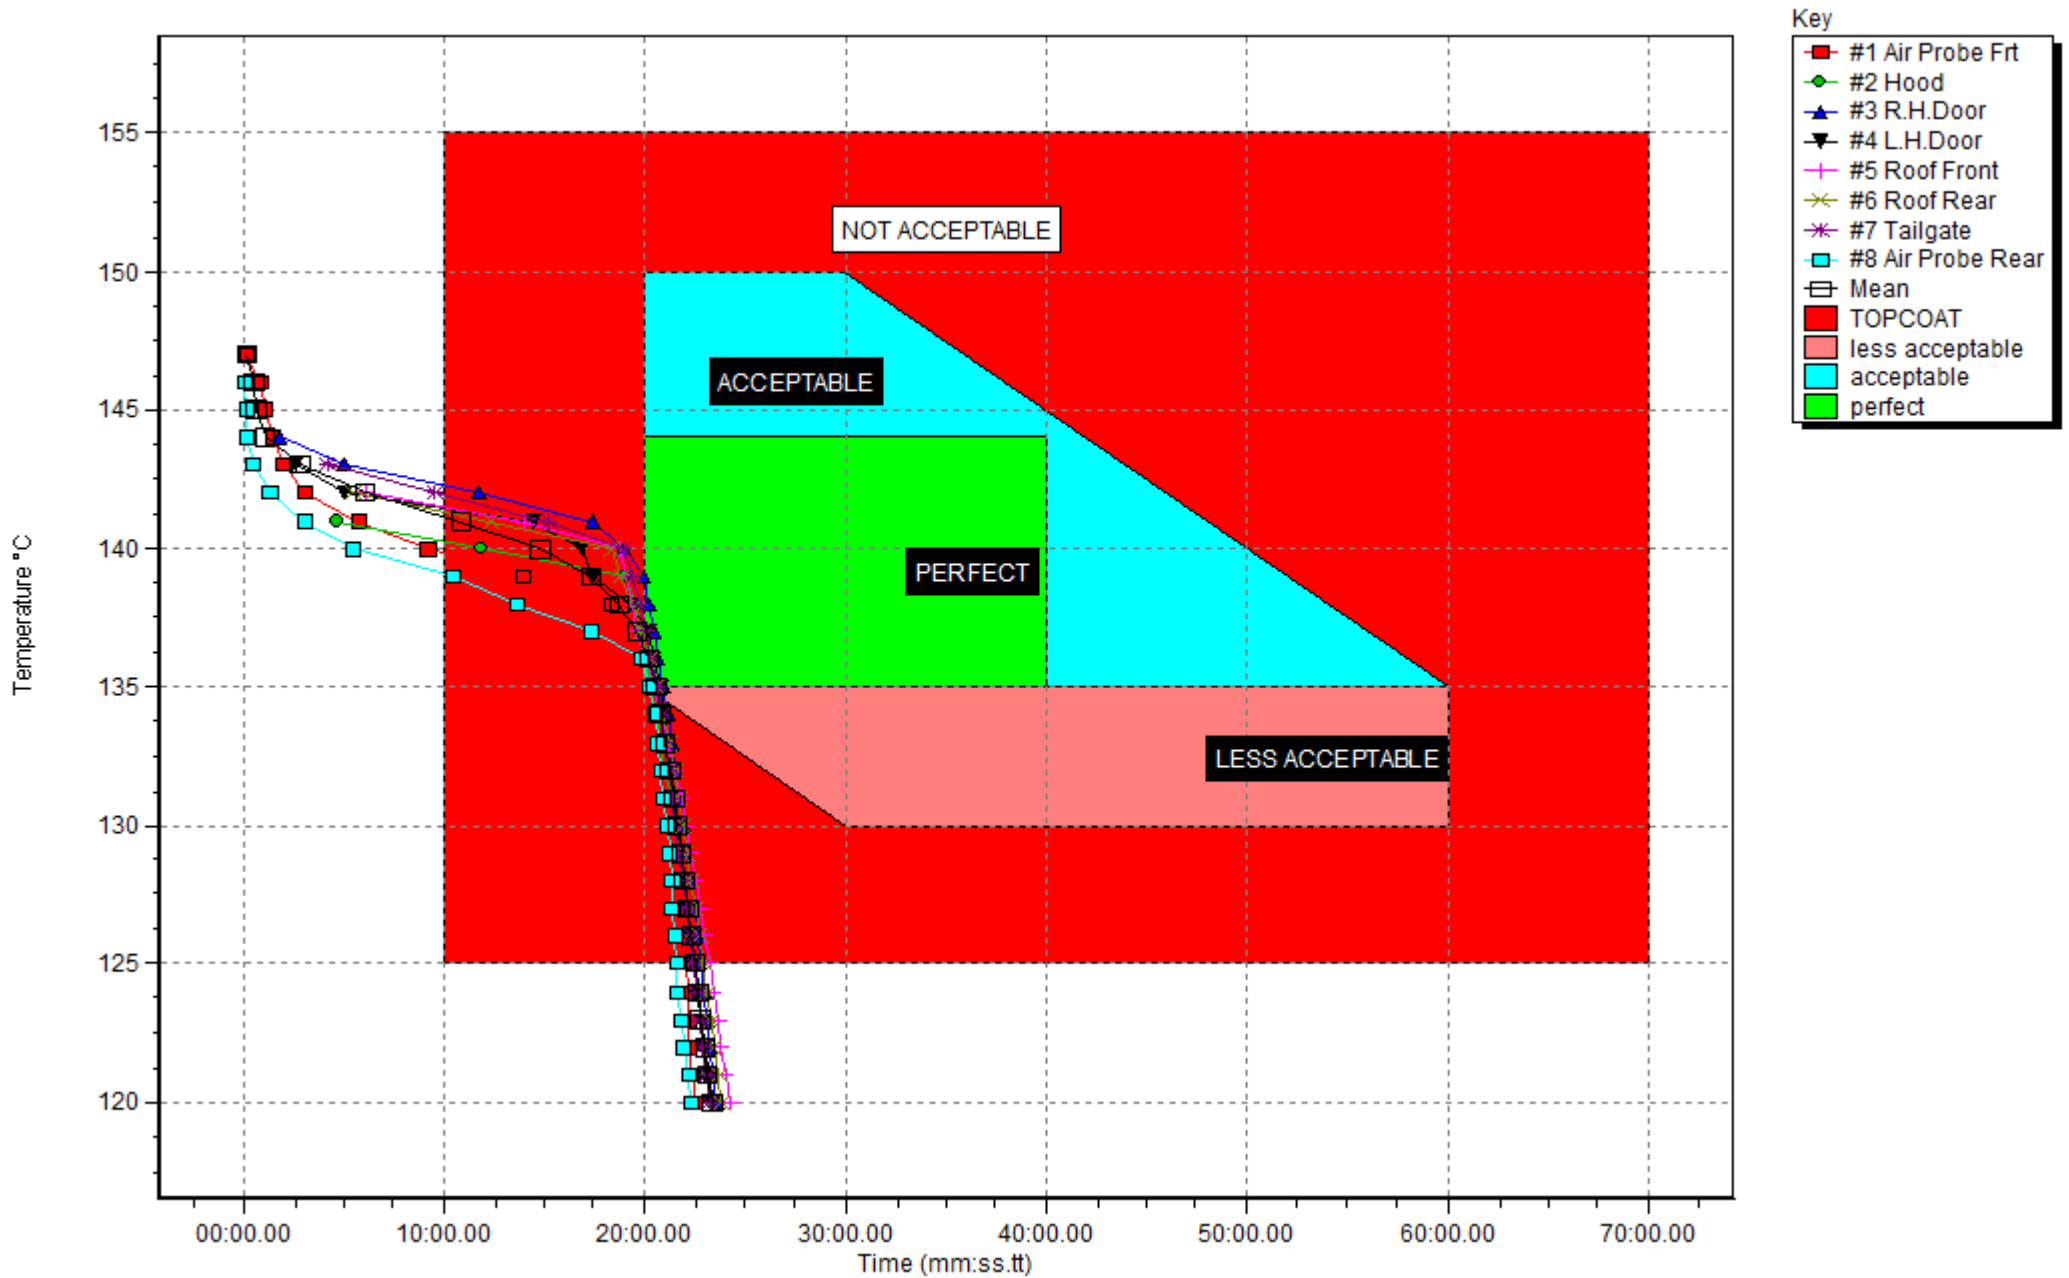 Key
#1 Air Probe Frt
#2 Hood
#3 R.H.Door
#4 L.H.Door
#5 Roof Front
#6 Roof Rear
#7 Tailgate
#8 Air Probe Rear
Mean
TOPCOAT
less acceptable
acceptable
perfect
155
150
145
140
135
130
125
120
Temperature °C
NOT ACCEPTABLE
ACCEPTABLE
PERFECT
LESS ACCEPTABLE
00:00.00 10:00.00 20:00.00 30:00.00 40:00.00 50:00.00 60:00.00 70:00.00
Time (mm:ss.tt)